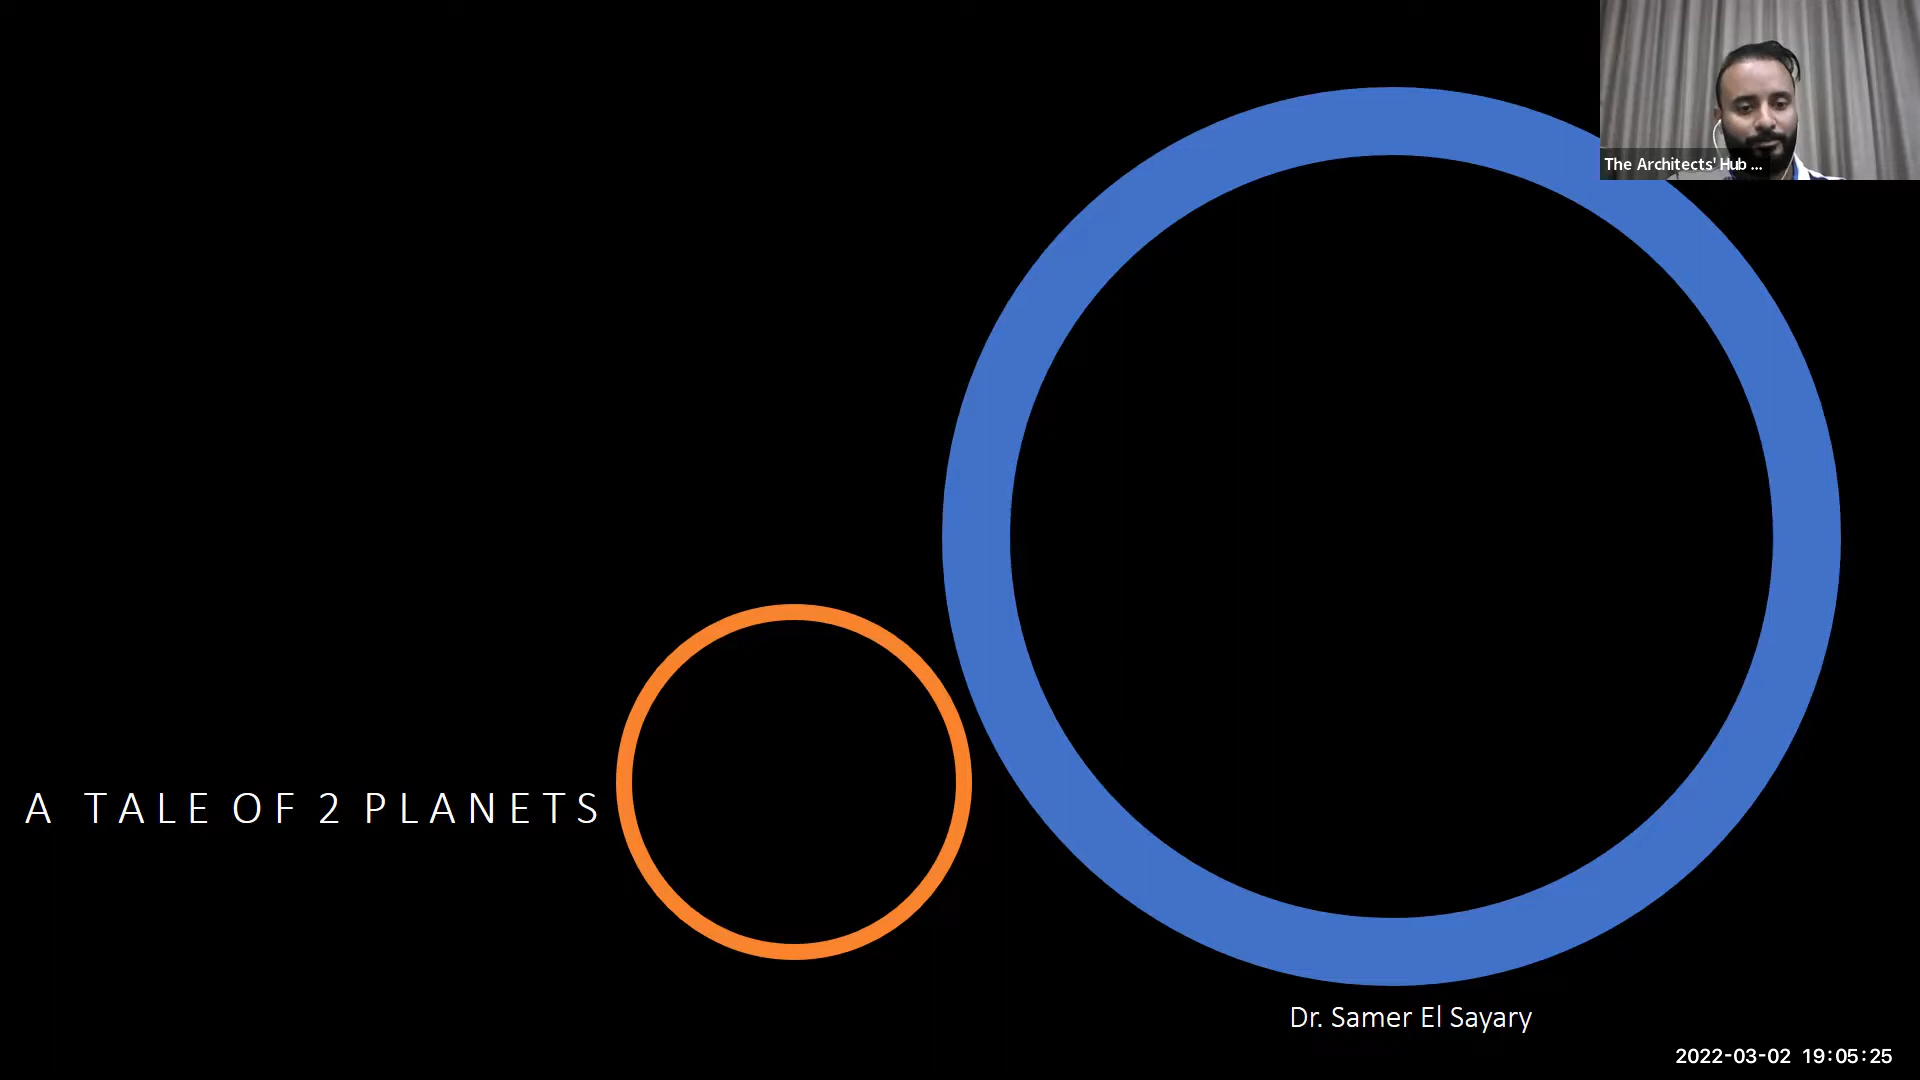 The Architects' Hub ...
A TALE OF 2 PLANETS
Dr. Samer El Sayary
2022-03-02 19:05:25